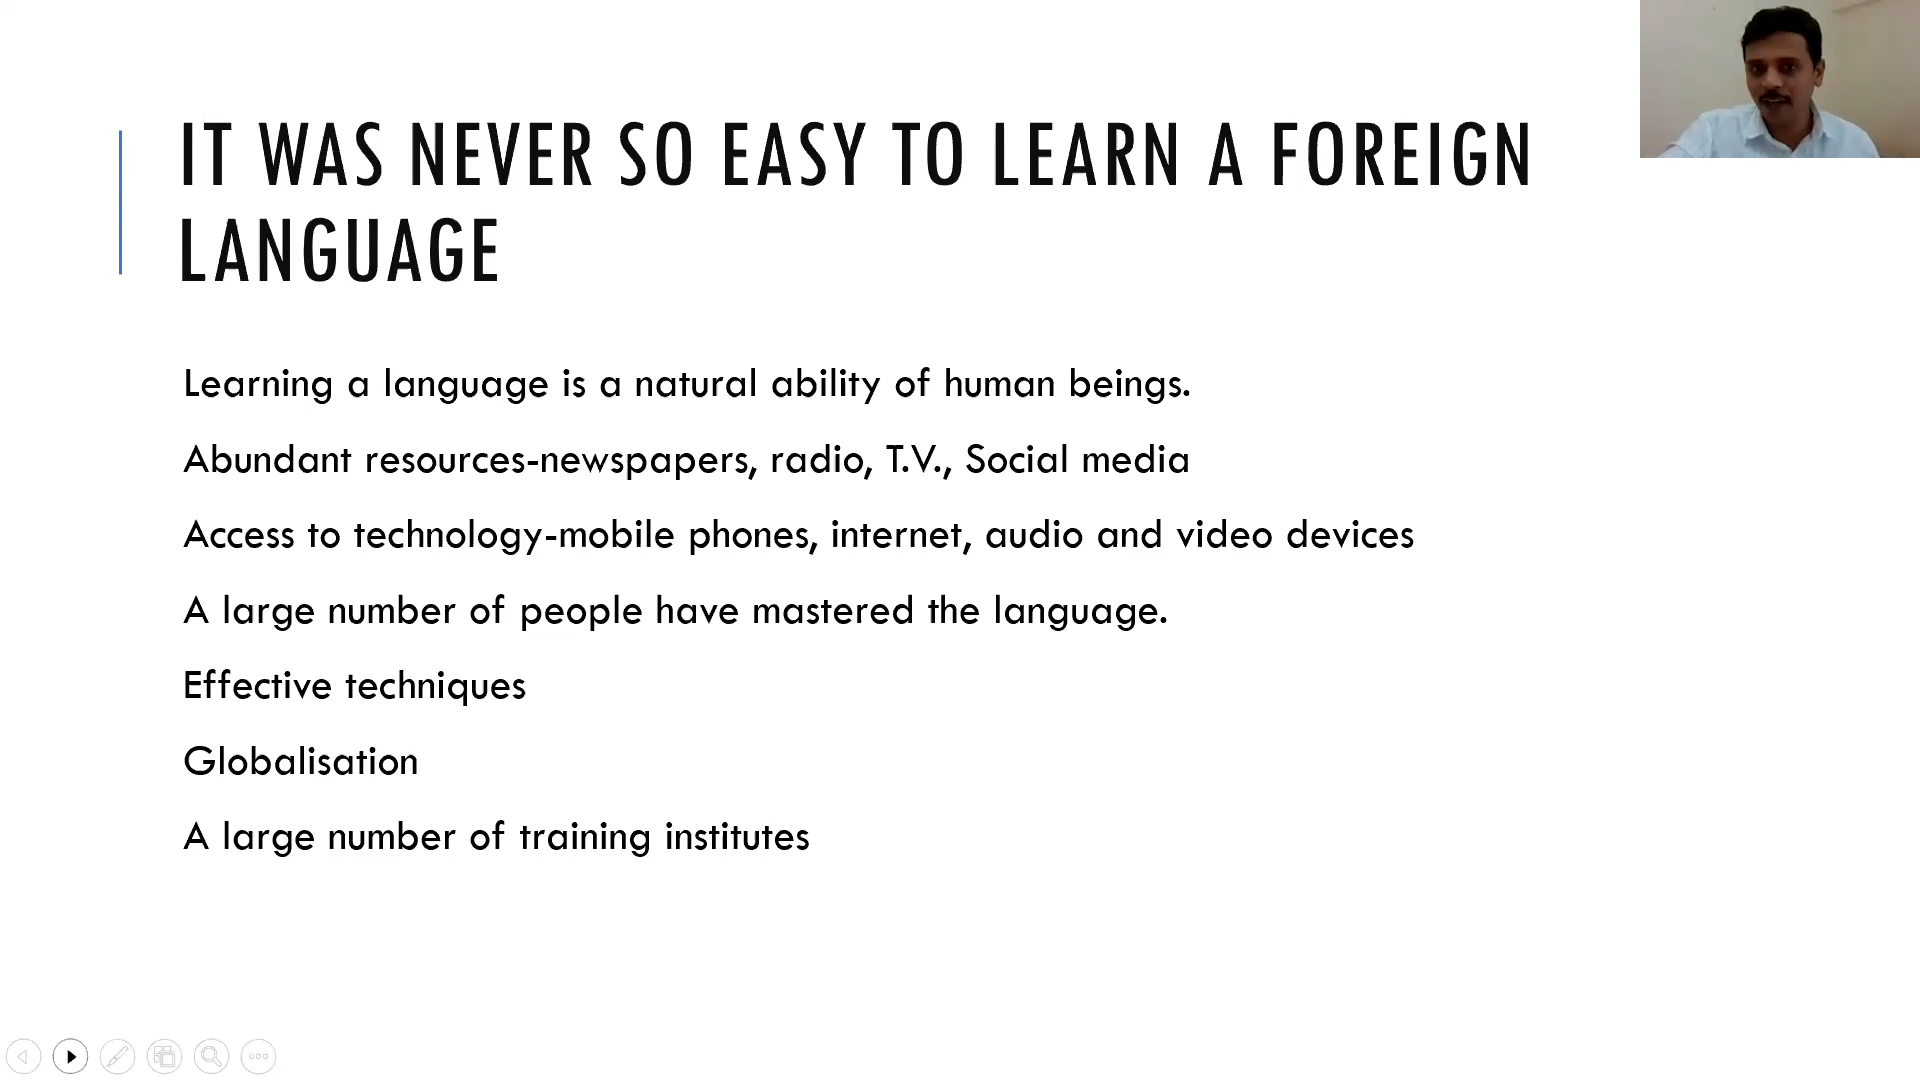 IT WAS NEVER SO EASY TO LEARN A FOREIGN
LANGUAGE
Learning a language is a natural ability of human beings.
Abundant resources-newspapers, radio, T.V., Social media
Access to technology-mobile phones, internet, audio and video devices
A large number of people have mastered the language.
Effective techniques
Globalisation
A large number of training institutes